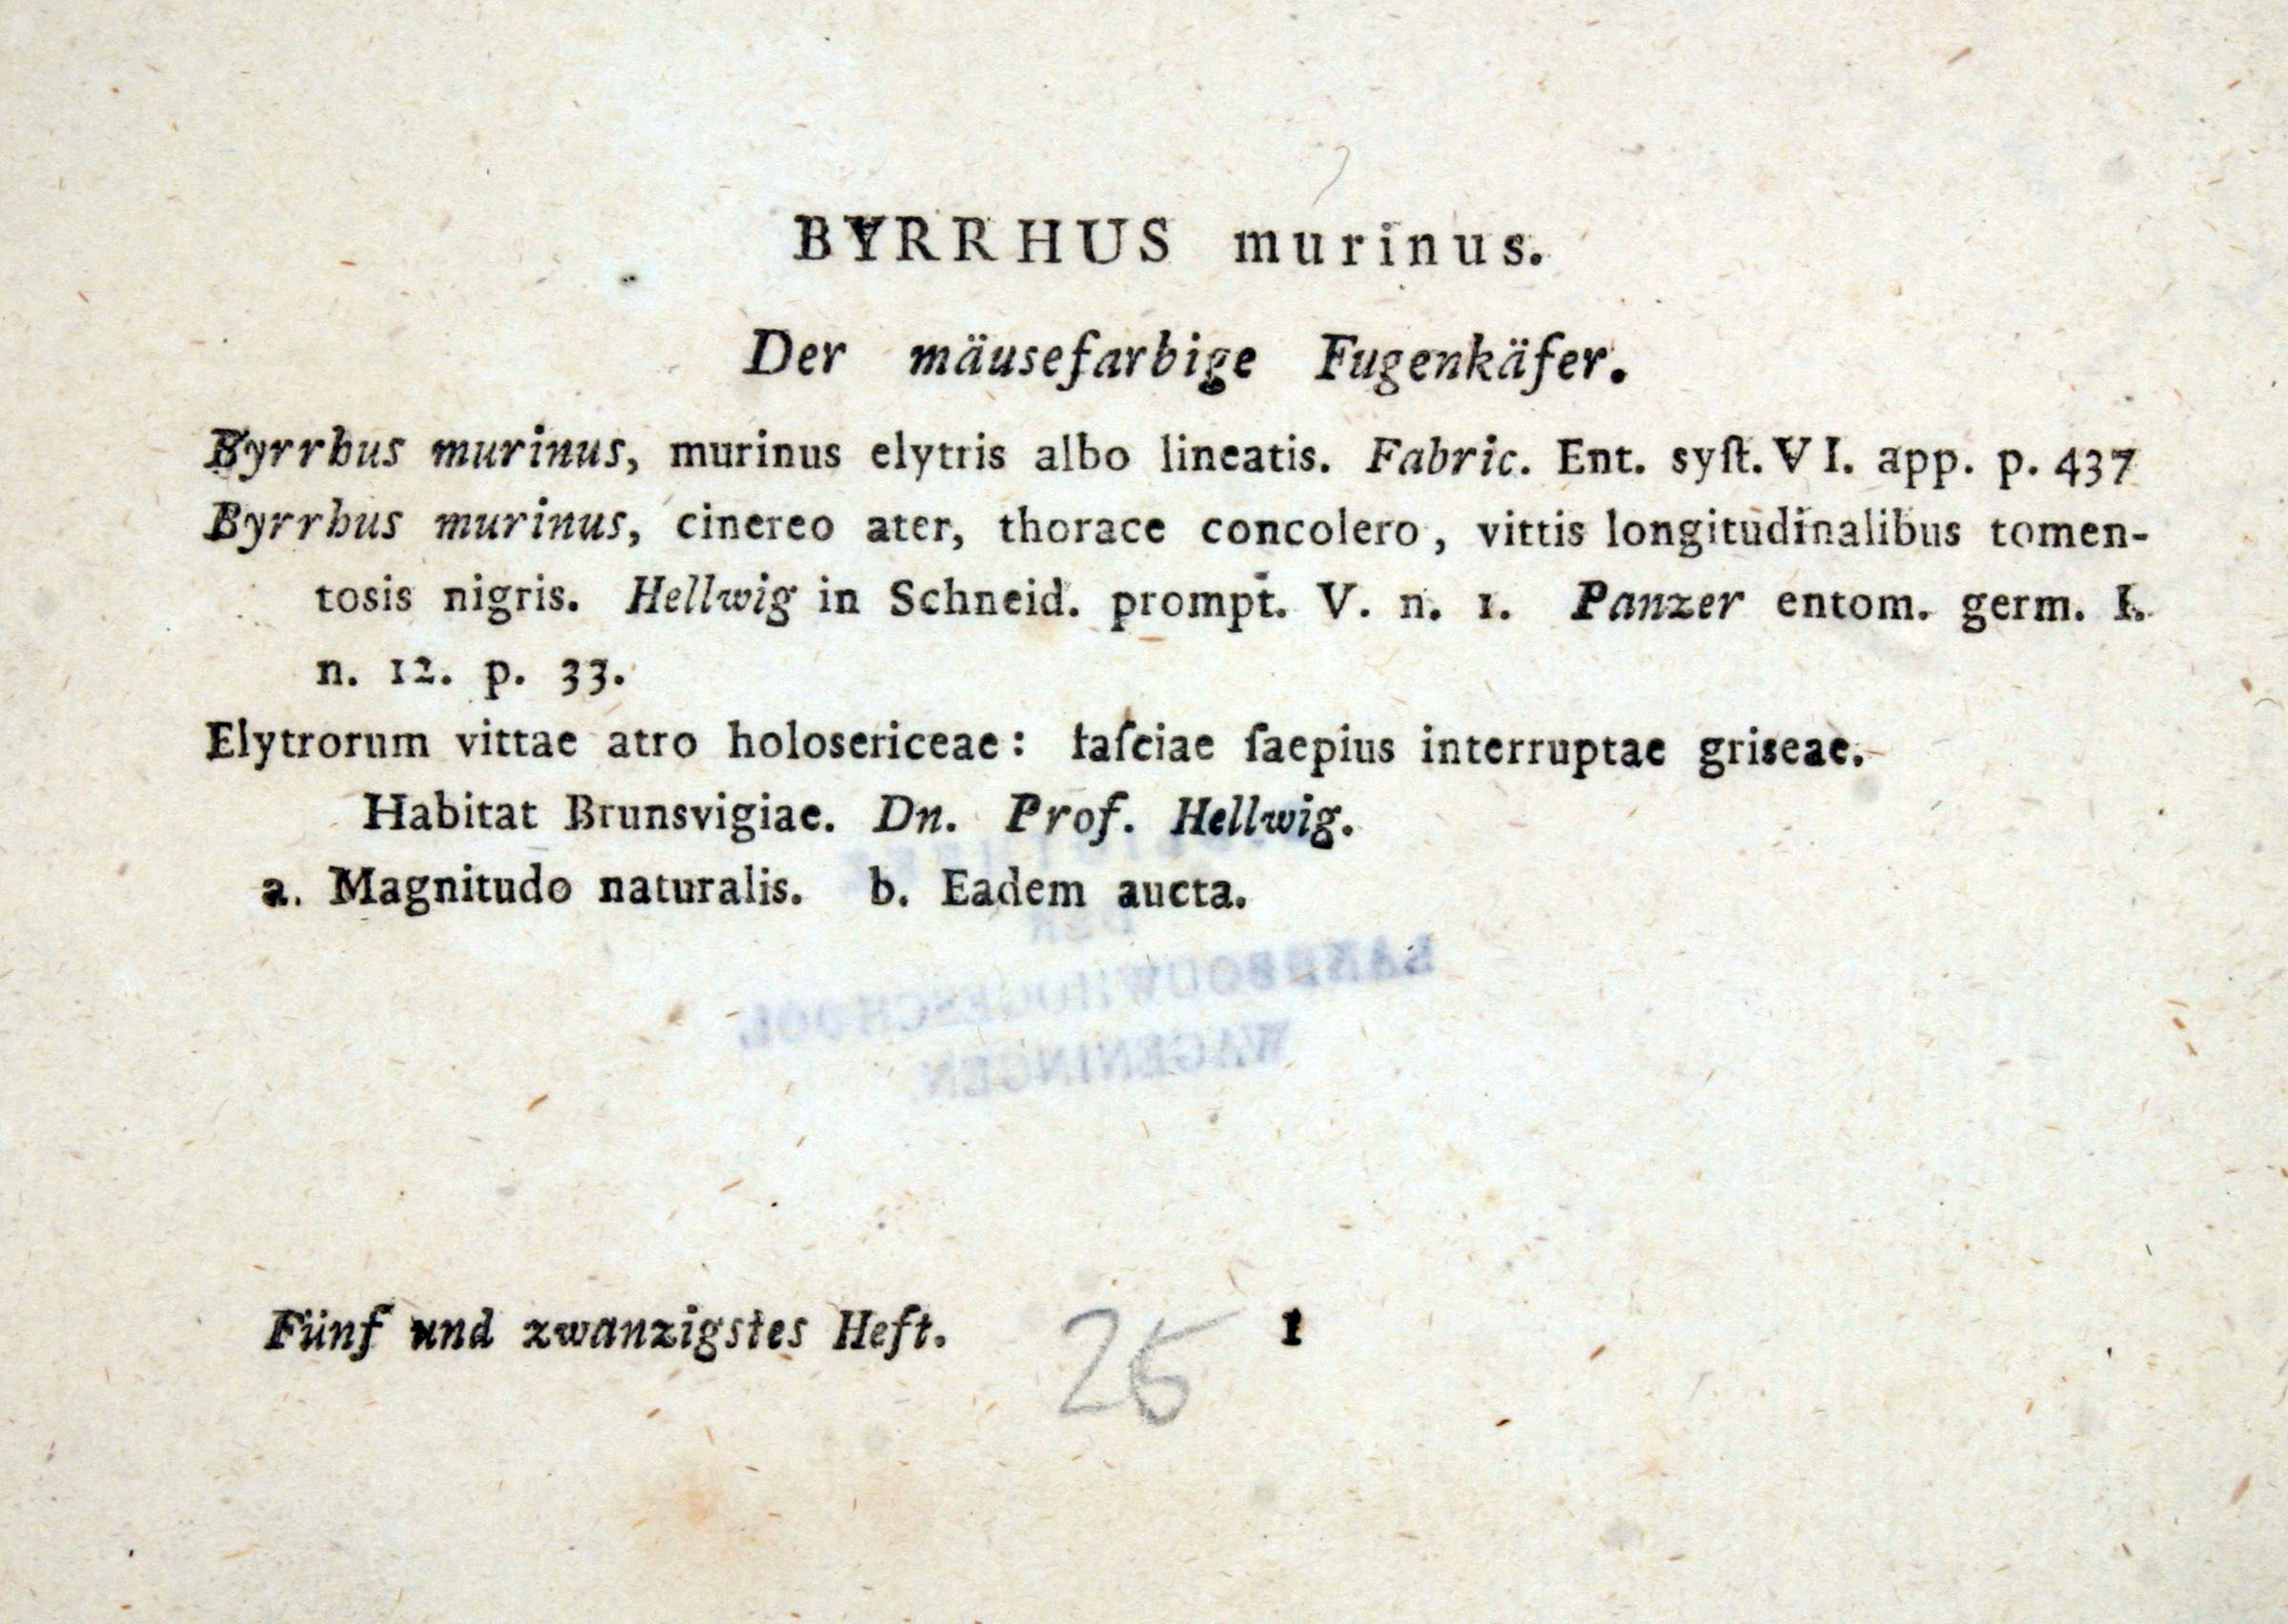 BYRRHUS murinus.
Der mäusefarbige Fugenkäfer.
Byrrhus murinus, murinus elytris albo lineatis. Fabric. Ent. syſt. VI. app. p. 437
Byrrhus murinus, cinereo ater, thorace concolero, vittis longitudinalibus tomen-
tosis nigris. Hellwig in Schneid. prompt. V. n. 1. Panzer entom. germ. I.
n. 12. p. 33.
Elytrorum vittae atro holosericeae: faſciae ſaepius interruptae griseae.
Habitat Brunsvigiae. Dn. Prof. Hellwig.
a. Magnitudo naturalis. b. Eadem aucta.
DER
LANDBOUWHOGESCHOOL
WAGENINGEN
Fünf und zwanzigstes Heft. 25 1